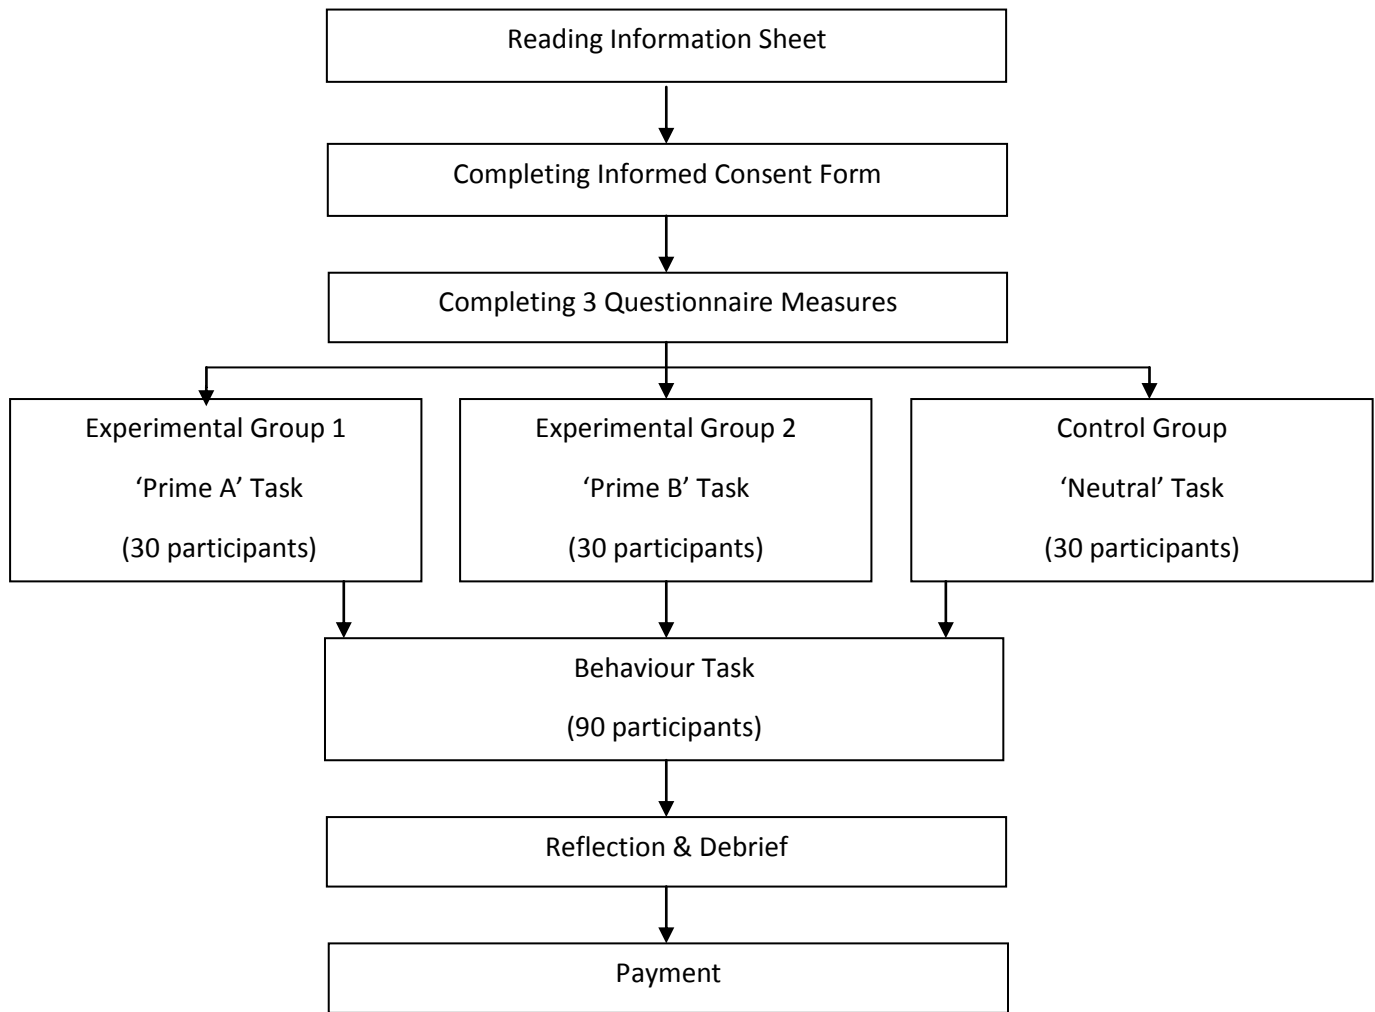 Reading Information Sheet
Completing Informed Consent Form
Completing 3 Questionnaire Measures
Experimental Group 1
‘Prime A’ Task
(30 participants)
Experimental Group 2
‘Prime B’ Task
(30 participants)
Control Group
‘Neutral’ Task
(30 participants)
Behaviour Task
(90 participants)
Reflection & Debrief
Payment